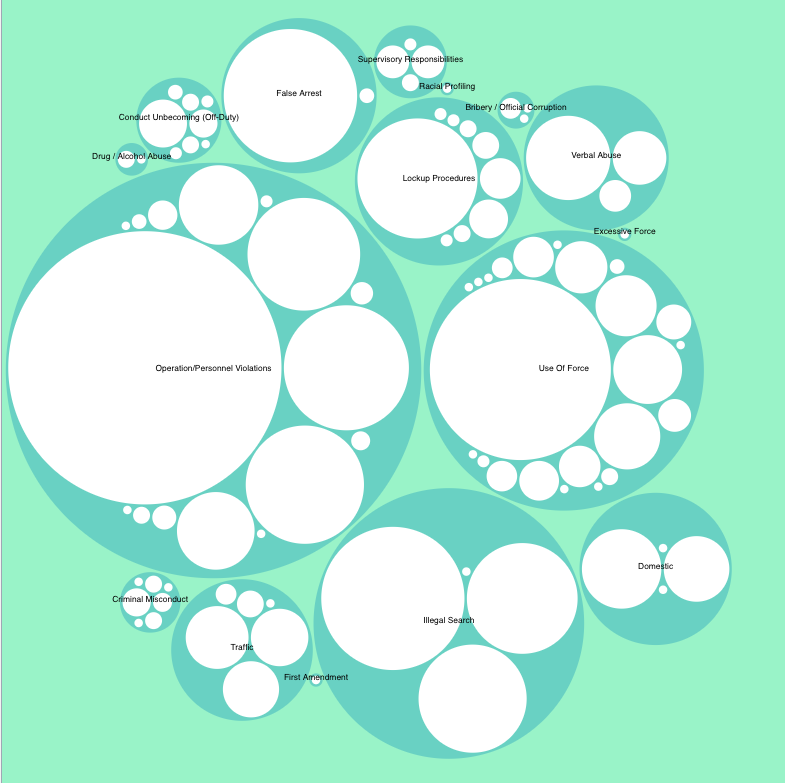 Supervisory Responsibilities
Racial Profiling
False Arrest
Bribery / Official Corruption
Conduct Unbecoming (Off-Duty)
Drug / Alcohol Abuse
Verbal Abuse
Lockup Procedures
Excessive Force
Operation/Personnel Violations
Use Of Force
Domestic
Criminal Misconduct
Illegal Search
Traffic
First Amendment